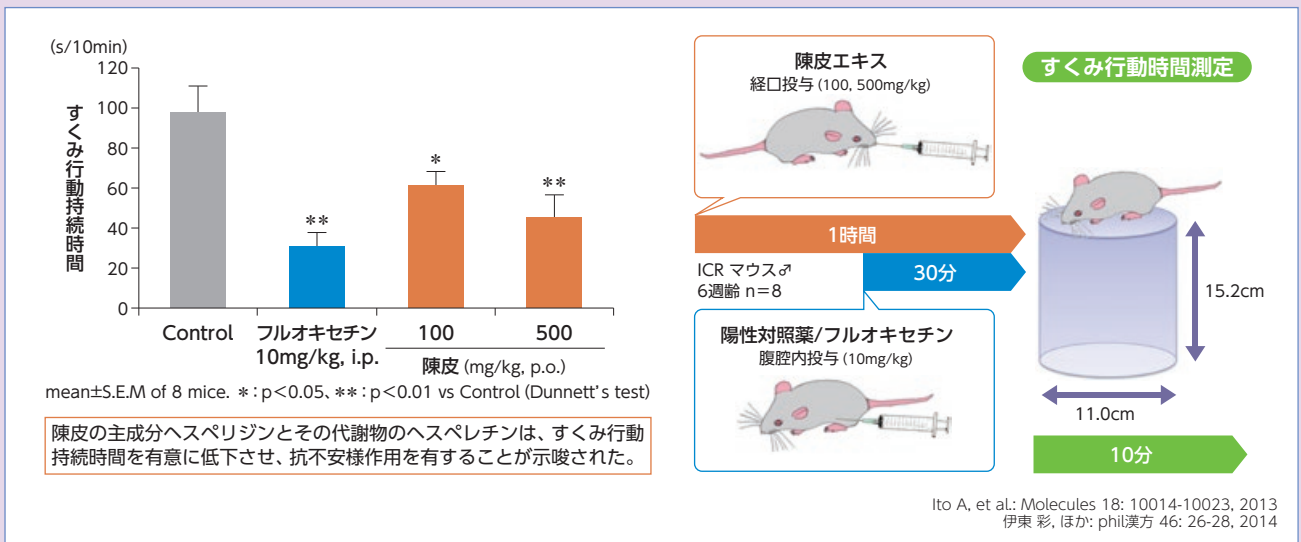 (s/10min)
120
100
80
60
40
20
0
すくみ行動持続時間
**
*
**
Control
フルオキセチン
10mg/kg, i.p.
100
500
陳皮 (mg/kg, p.o.)
mean±S.E.M of 8 mice. *:p<0.05、**:p<0.01 vs Control (Dunnett's test)
陳皮の主成分ヘスペリジンとその代謝物のヘスペレチンは、すくみ行動
持続時間を有意に低下させ、抗不安様作用を有することが示唆された。
陳皮エキス
経口投与 (100, 500mg/kg)
1時間
ICR マウス♂
6週齢 n=8
30分
陽性対照薬/フルオキセチン
腹腔内投与 (10mg/kg)
すくみ行動時間測定
15.2cm
11.0cm
10分
Ito A, et al.: Molecules 18: 10014-10023, 2013
伊東 彩, ほか: phil漢方 46: 26-28, 2014